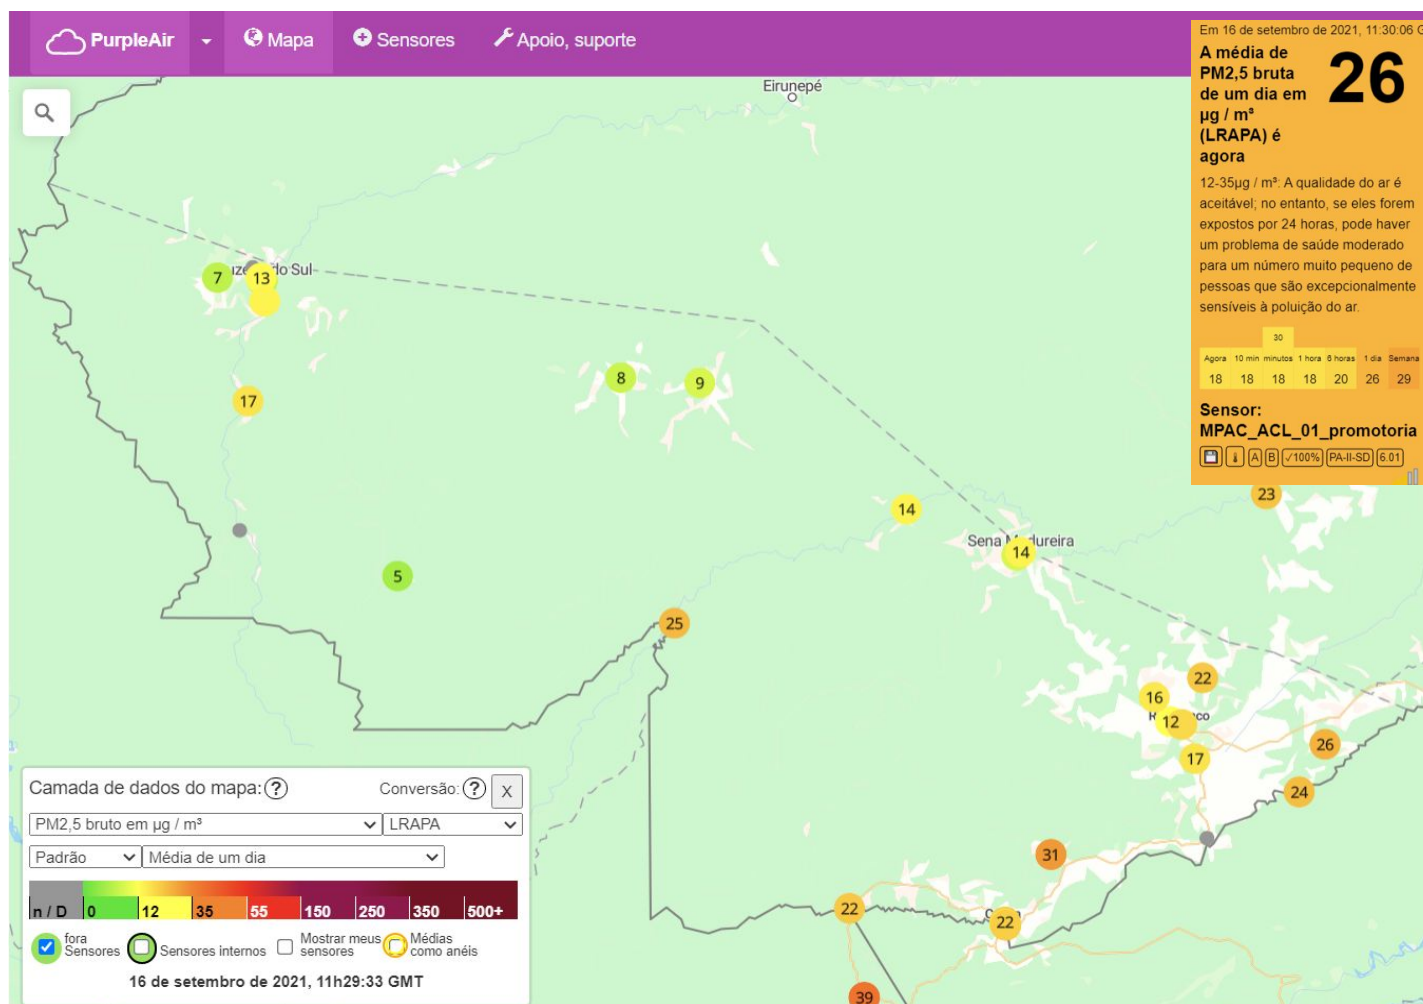 PurpleAir
Mapa
Sensores
Apoio, suporte
Em 16 de setembro de 2021, 11:30:06 G
A média de
PM2,5 bruta
de um dia em
µg / m³
(LRAPA) é
agora
26
12-35µg / m³: A qualidade do ar é
aceitável; no entanto, se eles forem
expostos por 24 horas, pode haver
um problema de saúde moderado
para um número muito pequeno de
pessoas que são excepcionalmente
sensíveis à poluição do ar.
30
Agora 10 min minutos 1 hora 6 horas 1 dia Semana
18 18 18 18 20 26 29
Sensor:
MPAC_ACL_01_promotoria
A B ✓100% PA-II-SD 6.01
Eirunepé
do Sul
7 13
8 9
17
23
14
Sena
14
5
25
22
16
12
26
17
24
31
22
22
39
Camada de dados do mapa: ? Conversão: ? X
PM2,5 bruto em µg / m³ LRAPA
Padrão Média de um dia
n / D 0 12 35 55 150 250 350 500+
fora
Sensores
Sensores internos
Mostrar meus
sensores
Médias
como anéis
16 de setembro de 2021, 11h29:33 GMT